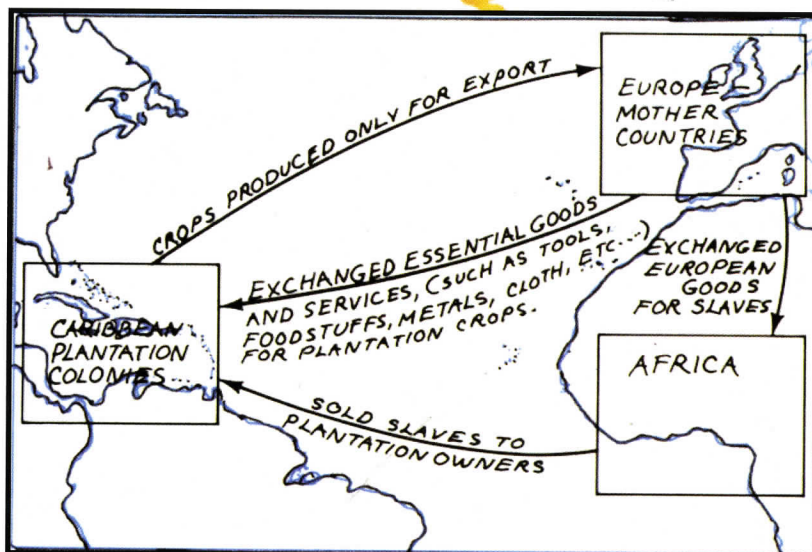 CROPS PRODUCED ONLY FOR EXPORT
EUROPE -
MOTHER
COUNTRIES
EXCHANGED ESSENTIAL GOODS
AND SERVICES, (SUCH AS TOOLS,
FOODSTUFFS, METALS, CLOTH, ETC...)
FOR PLANTATION CROPS.
EXCHANGED
EUROPEAN
GOODS
FOR SLAVES
CARIBBEAN
PLANTATION
COLONIES
AFRICA
SOLD SLAVES TO
PLANTATION OWNERS